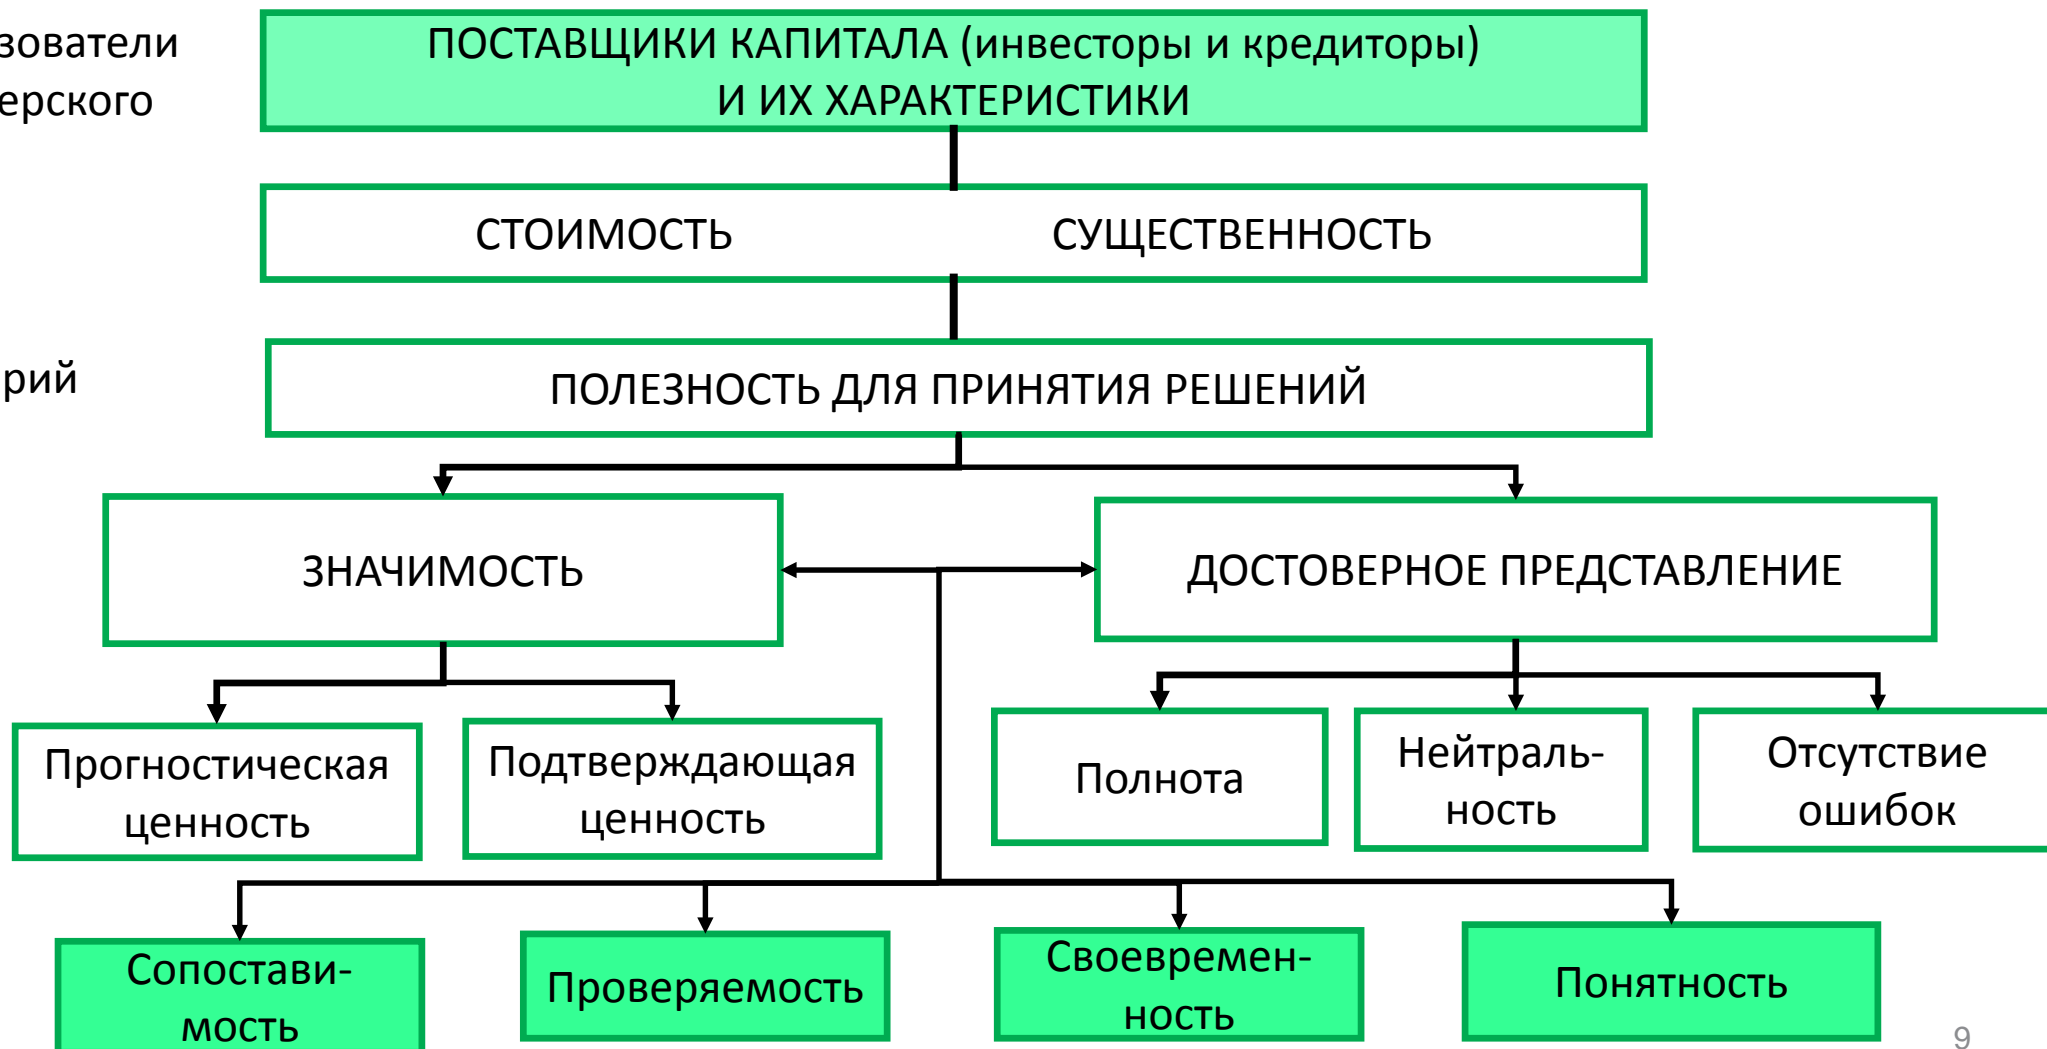 зователи
ерского
ПОСТАВЩИКИ КАПИТАЛА (инвесторы и кредиторы)
И ИХ ХАРАКТЕРИСТИКИ
СТОИМОСТЬ СУЩЕСТВЕННОСТЬ
рий
ПОЛЕЗНОСТЬ ДЛЯ ПРИНЯТИЯ РЕШЕНИЙ
ЗНАЧИМОСТЬ
ДОСТОВЕРНОЕ ПРЕДСТАВЛЕНИЕ
Прогностическая
ценность
Подтверждающая
ценность
Полнота
Нейтраль-
ность
Отсутствие
ошибок
Сопостави-
мость
Проверяемость
Своевремен-
ность
Понятность
9